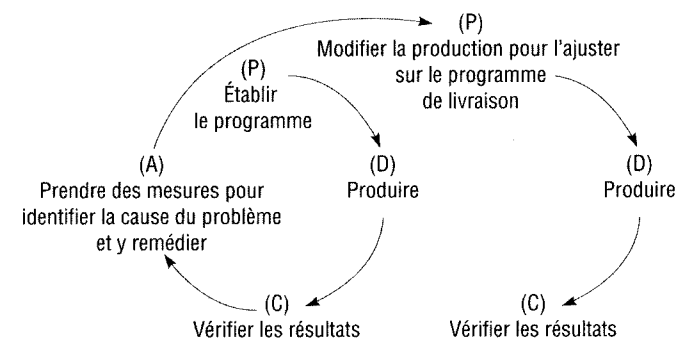 (P)
Modifier la production pour l'ajuster
sur le programme
de livraison
(P)
Établir
le programme
(A)
Prendre des mesures pour
identifier la cause du problème
et y remédier
(D)
Produire
(D)
Produire
(C)
Vérifier les résultats
(C)
Vérifier les résultats